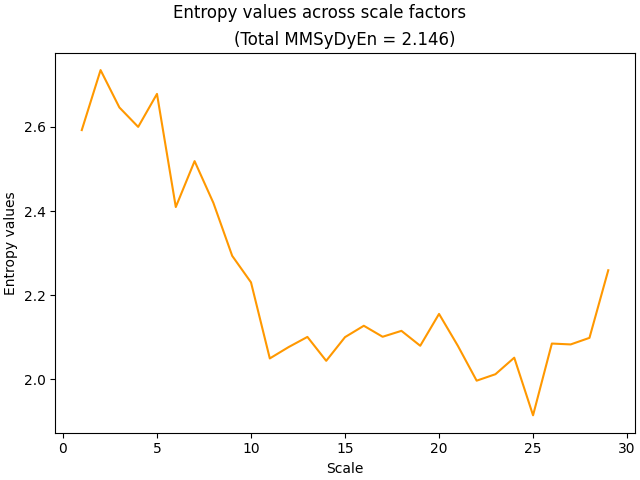 Entropy values across scale factors
(Total MMSyDyEn = 2.146)
Entropy values
2.6
2.4
2.2
2.0
0 5 10 15 20 25 30
Scale